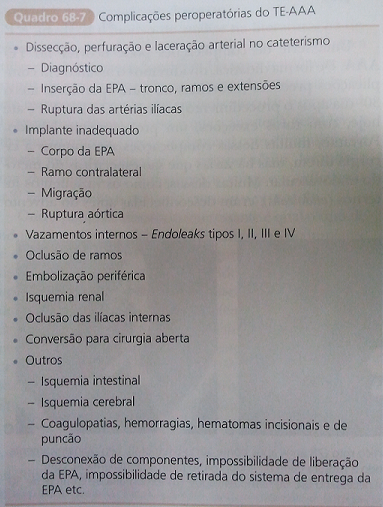 Quadro 68-7 Complicações peroperatórias do TE-AAA
• Dissecção, perfuração e laceração arterial no cateterismo
– Diagnóstico
– Inserção da EPA – tronco, ramos e extensões
– Ruptura das artérias ilíacas
• Implante inadequado
– Corpo da EPA
– Ramo contralateral
– Migração
– Ruptura aórtica
• Vazamentos internos – Endoleaks tipos I, II, III e IV
• Oclusão de ramos
• Embolização periférica
• Isquemia renal
• Oclusão das ilíacas internas
• Conversão para cirurgia aberta
• Outros
– Isquemia intestinal
– Isquemia cerebral
– Coagulopatias, hemorragias, hematomas incisionais e de
puncão
– Desconexão de componentes, impossibilidade de liberação
da EPA, impossibilidade de retirada do sistema de entrega da
EPA etc.